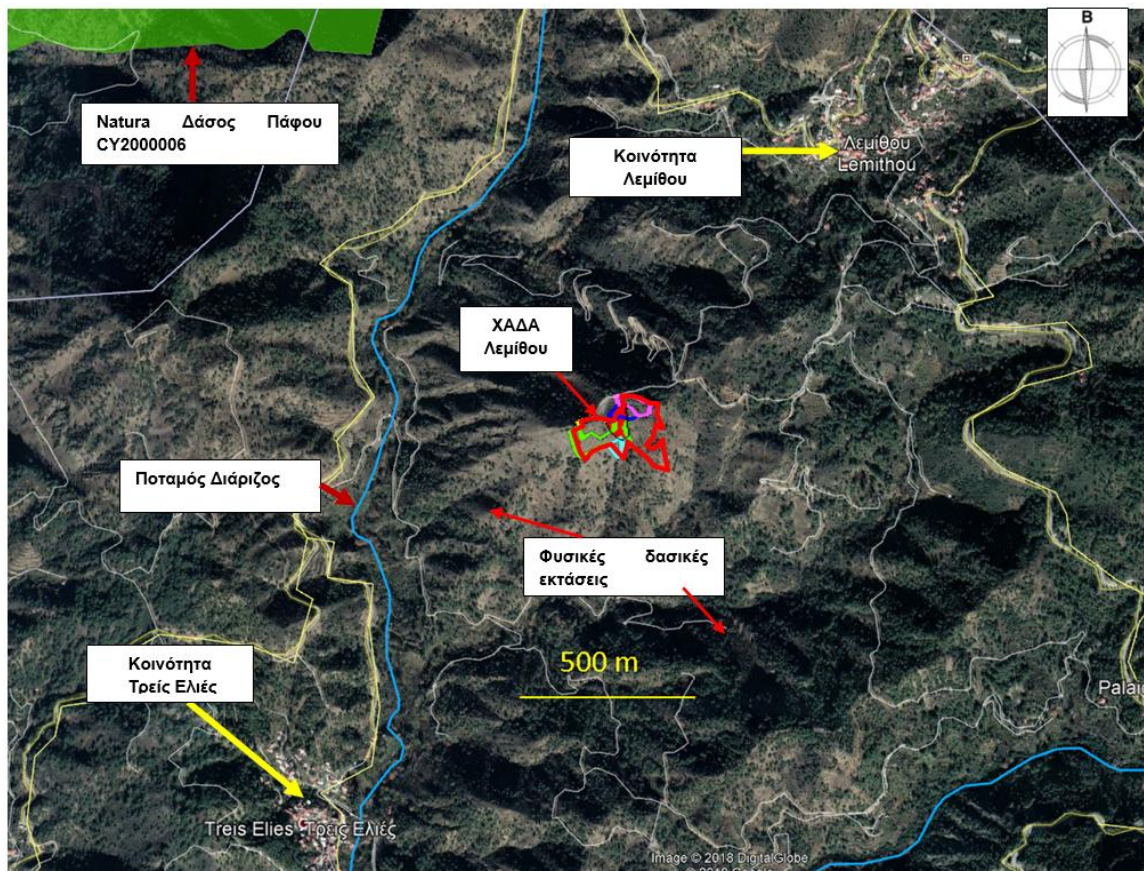 B
Natura Δάσος Πάφου
CY2000006
Κοινότητα
Λεμίθου
Λεμίθου
Lemithou
ΧΑΔΑ
Λεμίθου
Ποταμός Διάριζος
Φυσικές δασικές
εκτάσεις
500 m
Κοινότητα
Τρείς Ελιές
Treis Elies Τρεις Ελιές
Image © 2018 DigitalGlobe